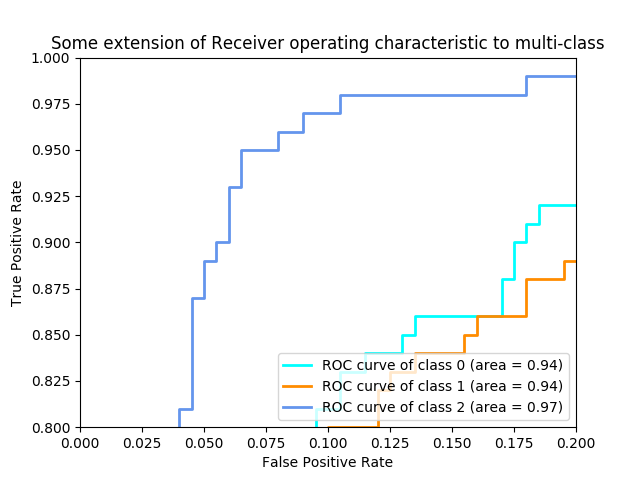 Some extension of Receiver operating characteristic to multi-class
1.000
0.975
0.950
0.925
0.900
0.875
0.850
0.825
0.800
True Positive Rate
ROC curve of class 0 (area = 0.94)
ROC curve of class 1 (area = 0.94)
ROC curve of class 2 (area = 0.97)
0.000 0.025 0.050 0.075 0.100 0.125 0.150 0.175 0.200
False Positive Rate